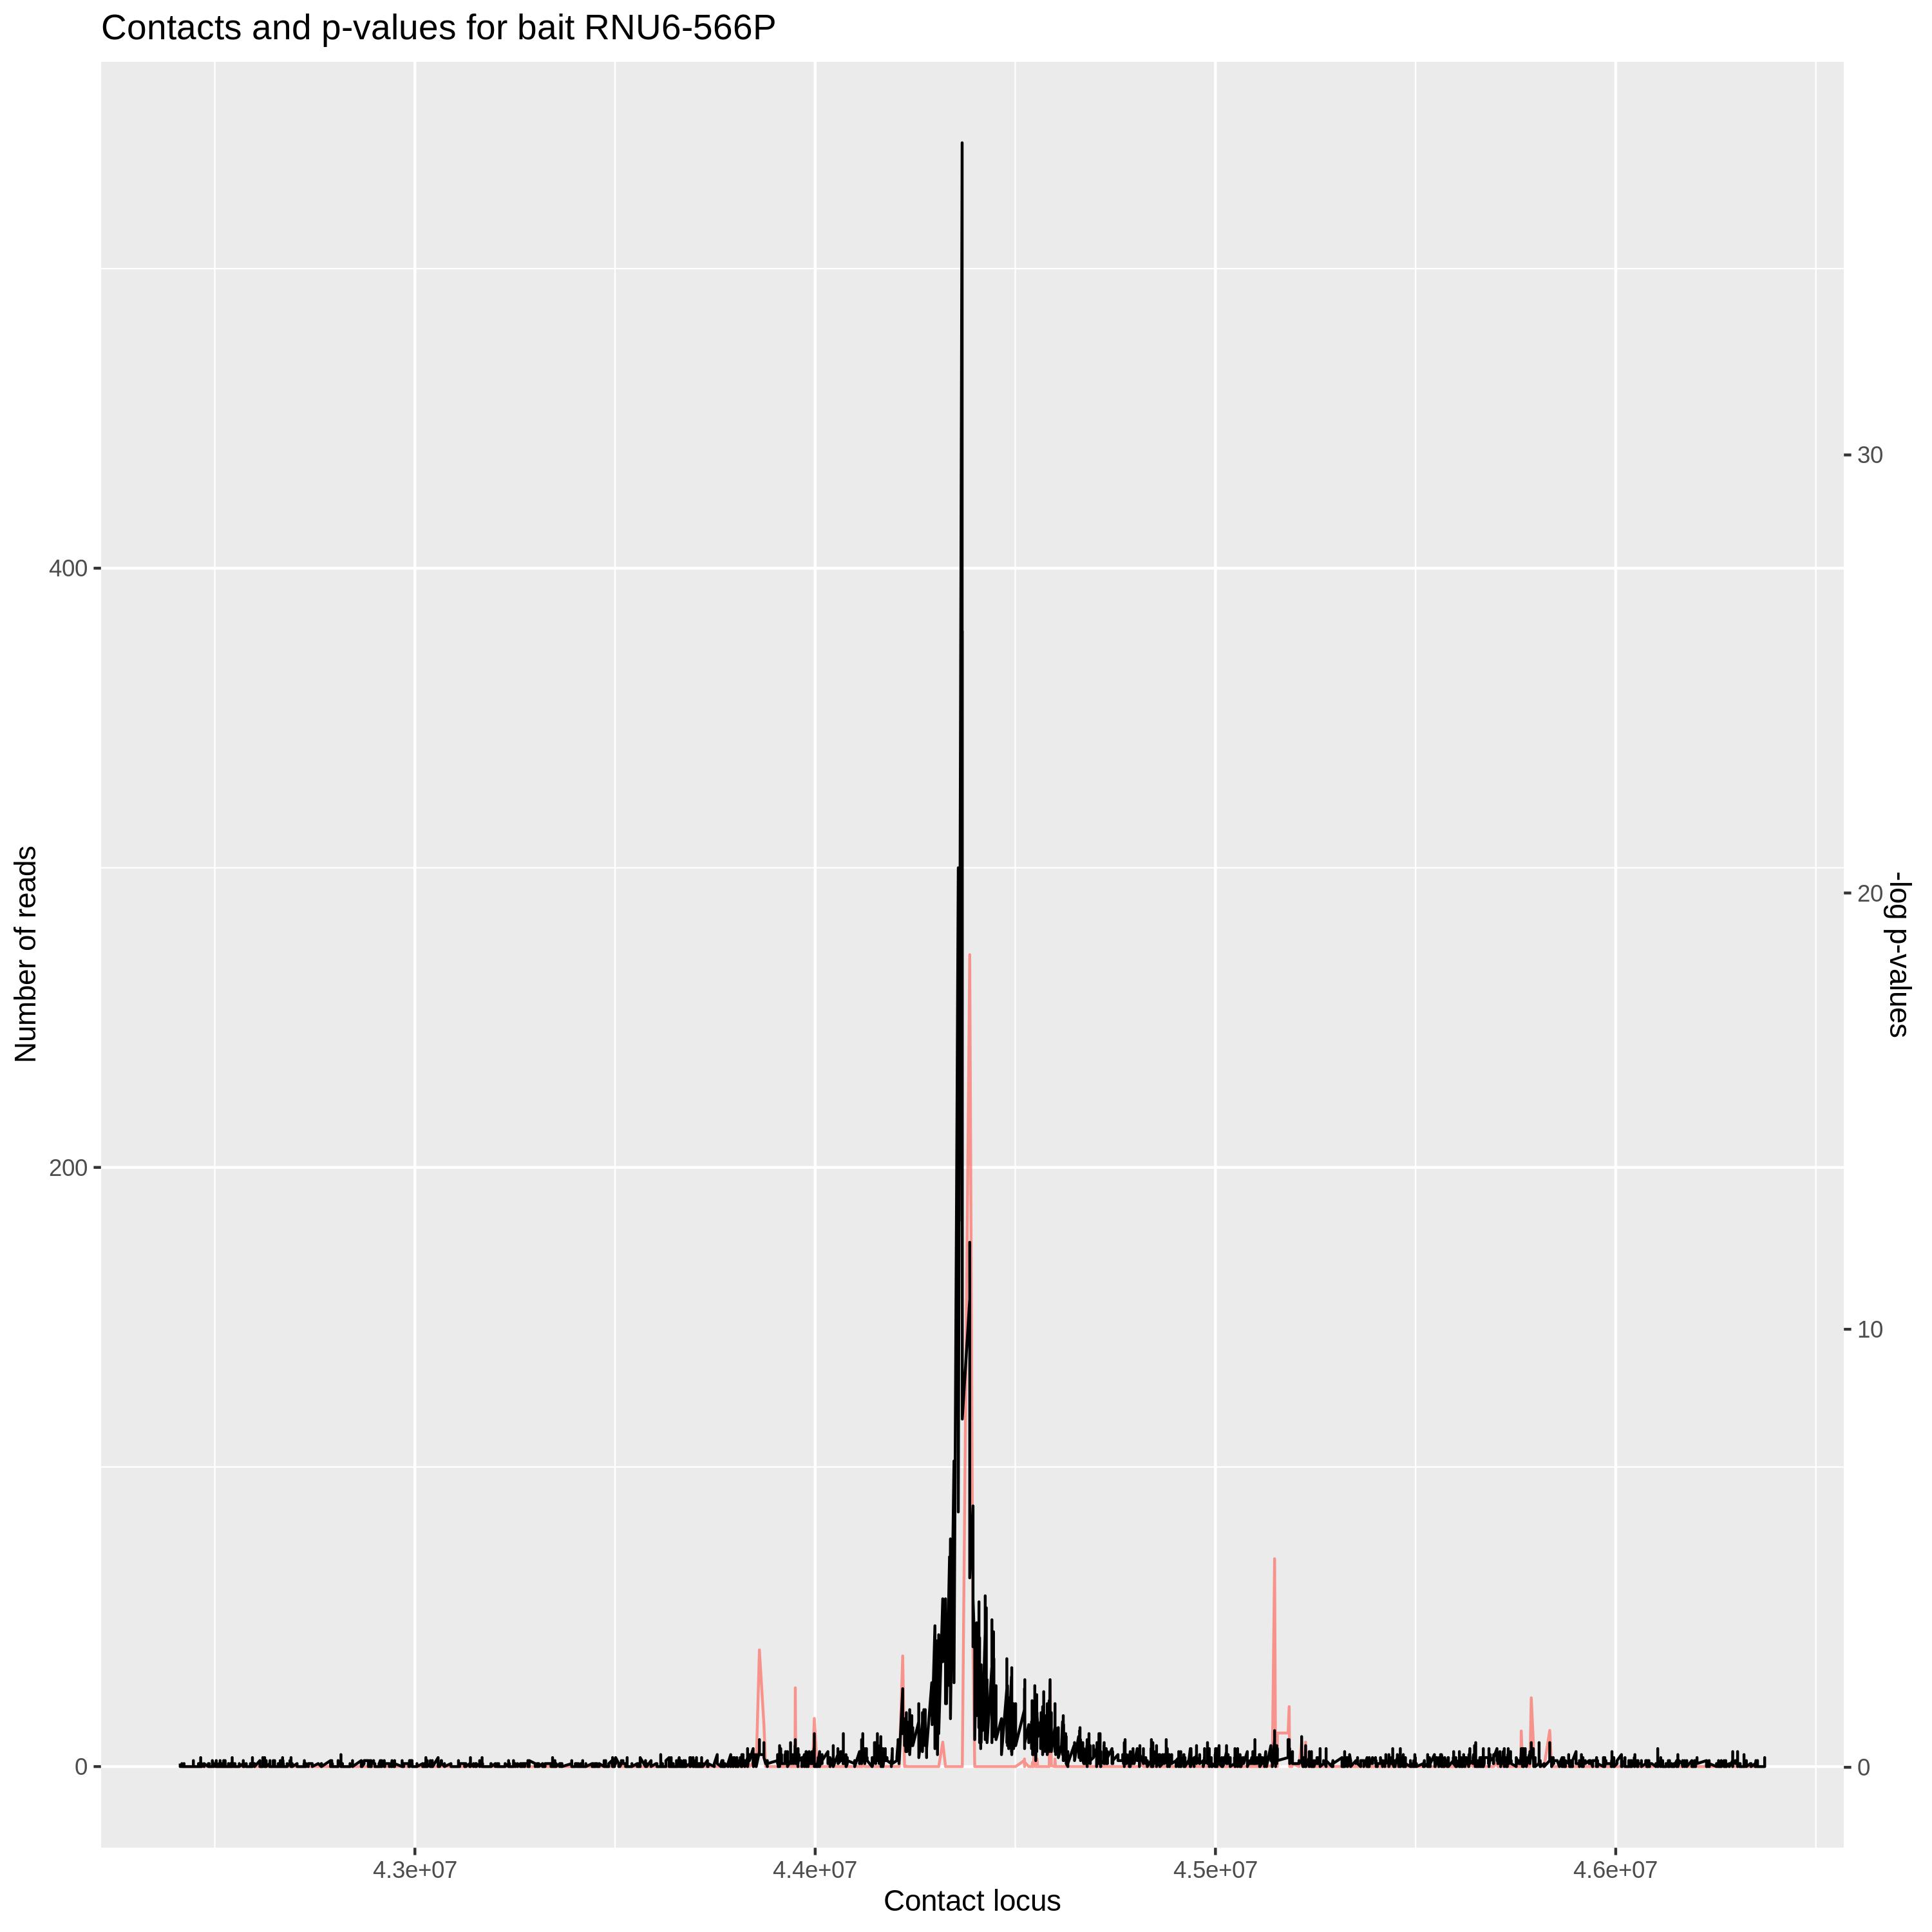 Contacts and p-values for bait RNU6-566P
Number of reads
400
200
0
30
20
10
0
-log p-values
4.3e+07
4.4e+07
4.5e+07
4.6e+07
Contact locus